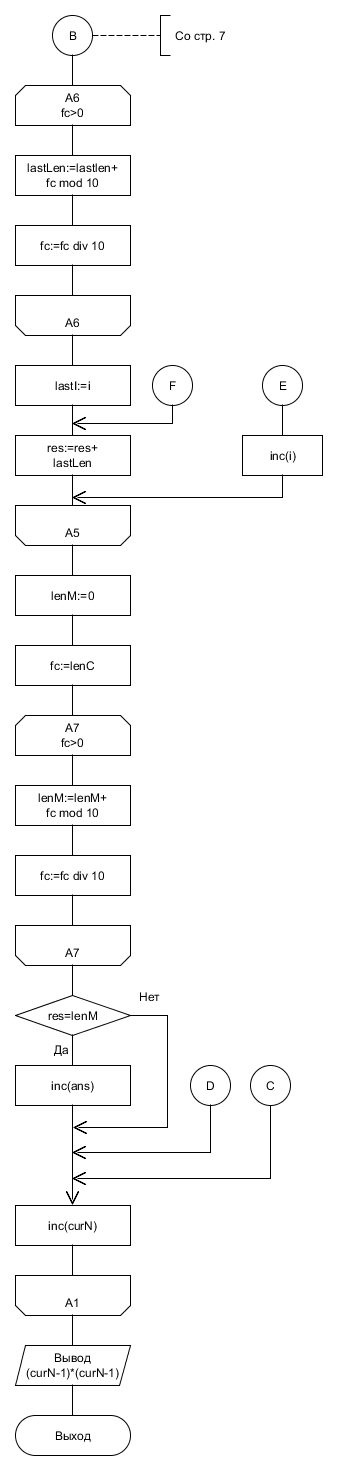 B
Со стр. 7
A6
fc>0
lastLen:=lastlen+
fc mod 10
fc:=fc div 10
A6
lastI:=i
F
E
res:=res+
lastLen
inc(i)
A5
lenM:=0
fc:=lenC
A7
fc>0
lenM:=lenM+
fc mod 10
fc:=fc div 10
A7
Нет
res=lenM
Да
inc(ans)
D
C
inc(curN)
A1
Вывод
(curN-1)*(curN-1)
Выход